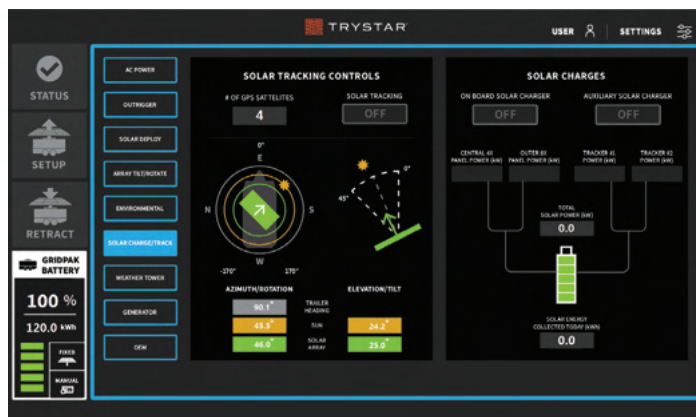 TRYSTAR
USER
SETTINGS
STATUS
SETUP
RETRACT
GRIDPAK
BATTERY
100 %
120.0 kWh
FIXED
MANUAL
AC POWER
OUTRIGGER
SOLAR DEPLOY
ARRAY TILT/ROTATE
ENVIRONMENTAL
SOLAR CHARGE/TRACK
WEATHER TOWER
GENERATOR
OEM
SOLAR TRACKING CONTROLS
# OF GPS SATTELITES
SOLAR TRACKING
4
OFF
0°
E
N
S
W
-170°
170°
0°
45°
AZIMUTH/ROTATION
ELEVATION/TILT
90.1°
TRAILER
HEADING
45.5°
SUN
24.2°
46.0°
SOLAR
ARRAY
25.0°
SOLAR CHARGES
ON BOARD SOLAR CHARGER
AUXILIARY SOLAR CHARGER
OFF
OFF
CENTRAL 4X
PANEL POWER (kW)
OUTER 8X
PANEL POWER (kW)
TRACKER #1
POWER (kW)
TRACKER #2
POWER (kW)
TOTAL
SOLAR POWER (kW)
0.0
SOLAR ENERGY
COLLECTED TODAY (kWh)
0.0